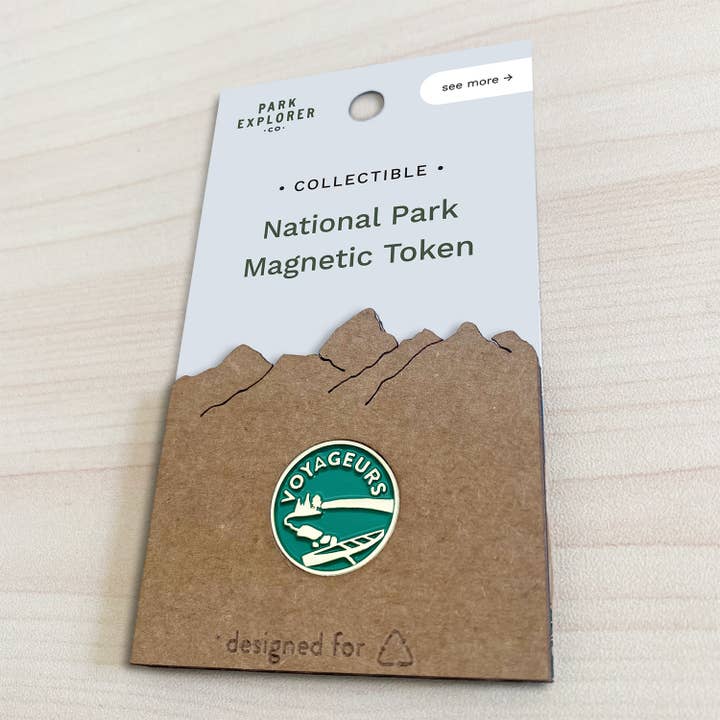 see more →
PARK
EXPLORER
·CO·
• COLLECTIBLE •
National Park
Magnetic Token
VOYAGEURS
designed for